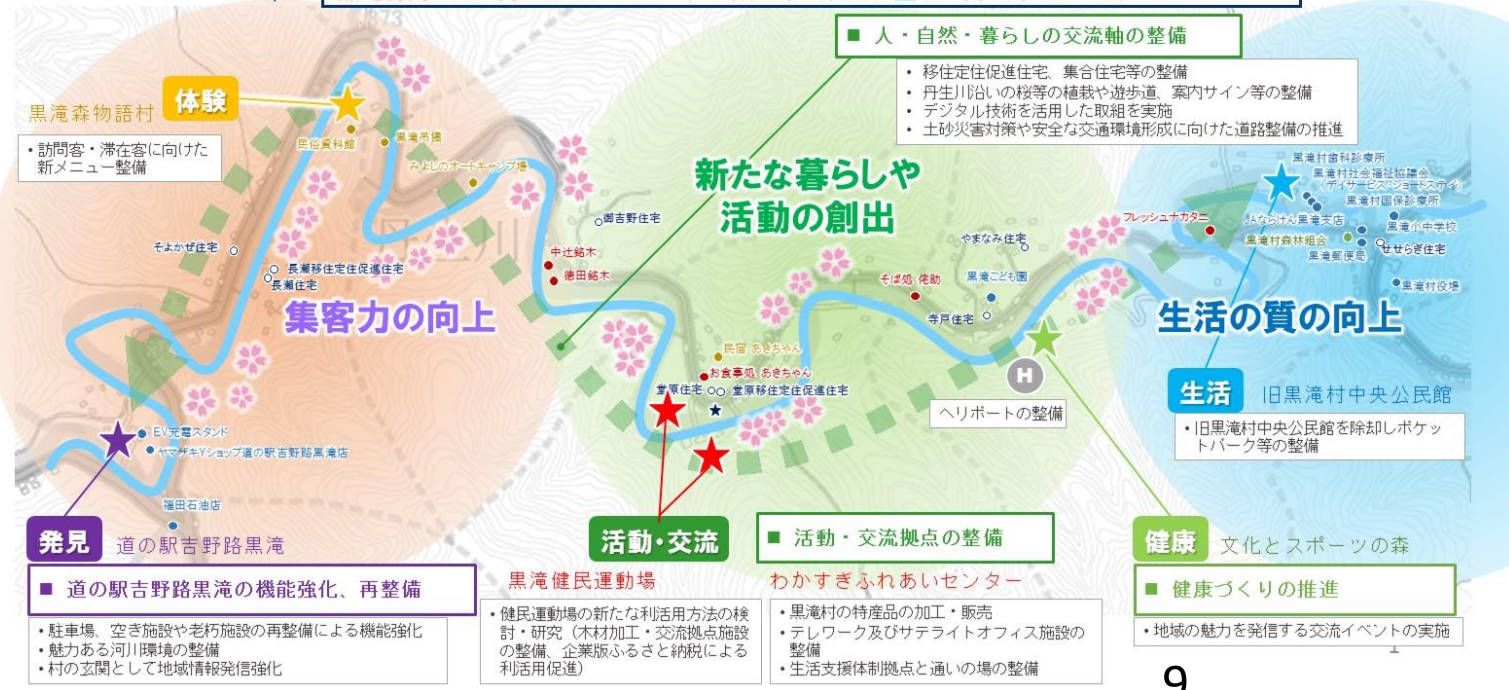 ■ 人・自然・暮らしの交流軸の整備
・ 移住定住促進住宅、集合住宅等の整備
・ 丹生川沿いの桜等の植栽や遊歩道、案内サイン等の整備
・ デジタル技術を活用した取組を実施
・ 土砂災害対策や安全な交通環境形成に向けた道路整備の推進
体験
黒滝森物語村
・訪問客・滞在客に向けた
新メニュー整備
民俗資料館
黒滝吊橋
みよしのオートキャンプ場
新たな暮らしや
活動の創出
御吉野住宅
そよかぜ住宅
長瀬移住定住促進住宅
長瀬住宅
中辻銘木
徳田銘木
集客力の向上
やまなみ住宅
そば処 侘助
黒滝こども園
寺戸住宅
フレッシュナカタニ
黒滝村歯科診療所
黒滝村社会福祉協議会
(デイサービス・ショートステイ)
黒滝村国保診療所
JAならけん黒滝支店
黒滝小中学校
黒滝村森林組合
せせらぎ住宅
黒滝郵便局
黒滝村役場
生活の質の向上
民宿 あきちゃん
お食事処 あきちゃん
堂原住宅
堂原移住定住促進住宅
H
ヘリポートの整備
生活
旧黒滝村中央公民館
・旧黒滝村中央公民館を除却しポケッ
トパーク等の整備
EV充電スタンド
ヤマザキYショップ道の駅吉野路黒滝店
福田石油店
発見
道の駅吉野路黒滝
■ 道の駅吉野路黒滝の機能強化、再整備
・駐車場、空き施設や老朽施設の再整備による機能強化
・魅力ある河川環境の整備
・村の玄関として地域情報発信強化
活動・交流
■ 活動・交流拠点の整備
黒滝健民運動場
・健民運動場の新たな利活用方法の検
討・研究（木材加工・交流拠点施設
の整備、企業版ふるさと納税による
利活用促進）
わかすぎふれあいセンター
・黒滝村の特産品の加工・販売
・テレワーク及びサテライトオフィス施設の
整備
・生活支援体制拠点と通いの場の整備
健康
文化とスポーツの森
■ 健康づくりの推進
・地域の魅力を発信する交流イベントの実施
9